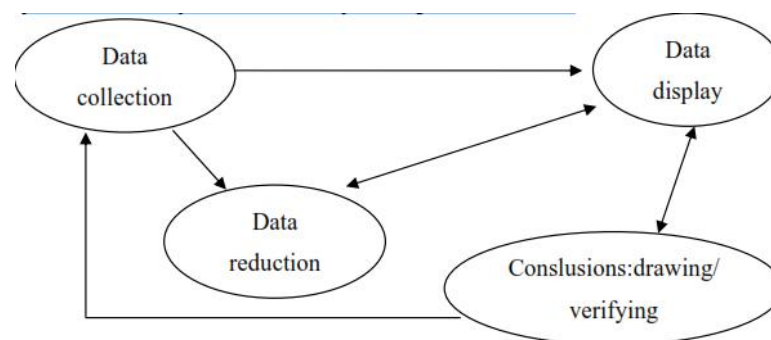 Data
collection
Data
display
Data
reduction
Conslusions:drawing/
verifying